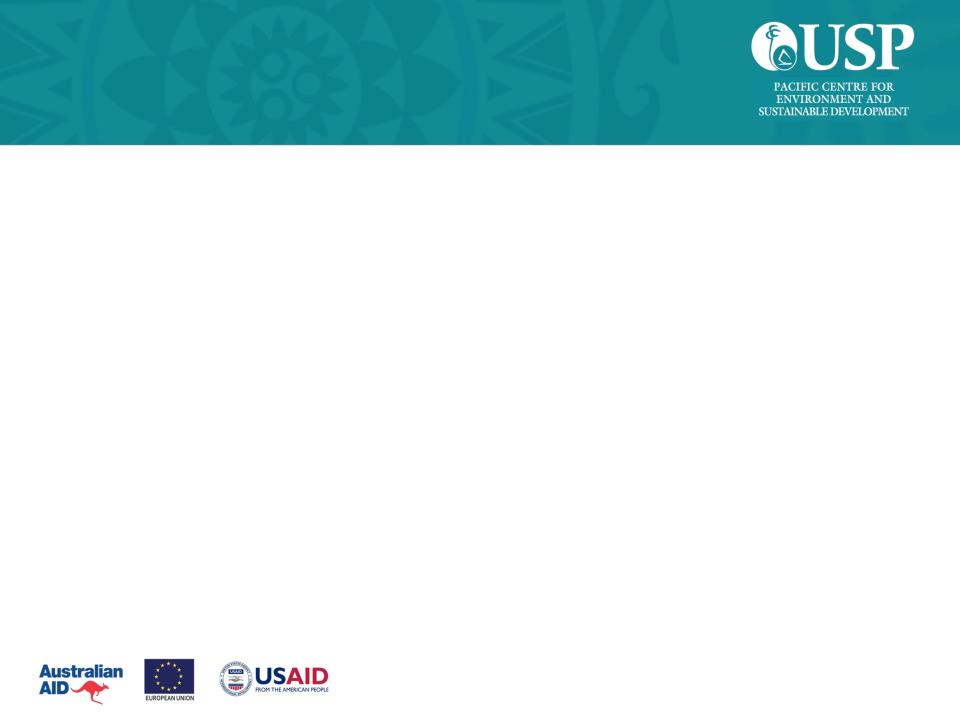 USP
PACIFIC CENTRE FOR
ENVIRONMENT AND
SUSTAINABLE DEVELOPMENT
Australian
AID
EUROPEAN UNION
USAID
FROM THE AMERICAN PEOPLE